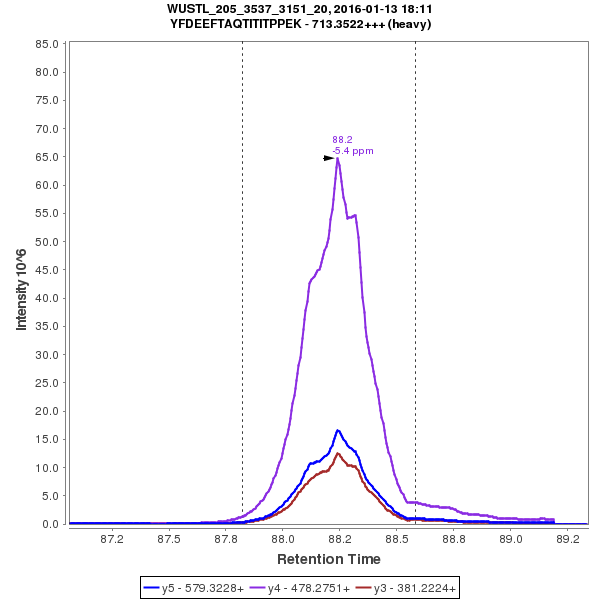 WUSTL_205_3537_3151_20, 2016-01-13 18:11
YFDEEFTAQTITITPPEK - 713.3522+++ (heavy)
85.0
80.0
75.0
70.0
65.0
60.0
55.0
50.0
45.0
40.0
35.0
30.0
25.0
20.0
15.0
10.0
5.0
0.0
Intensity 10^6
88.2
-5.4 ppm
87.2 87.5 87.8 88.0 88.2 88.5 88.8 89.0 89.2
Retention Time
y5 - 579.3228+ y4 - 478.2751+ y3 - 381.2224+